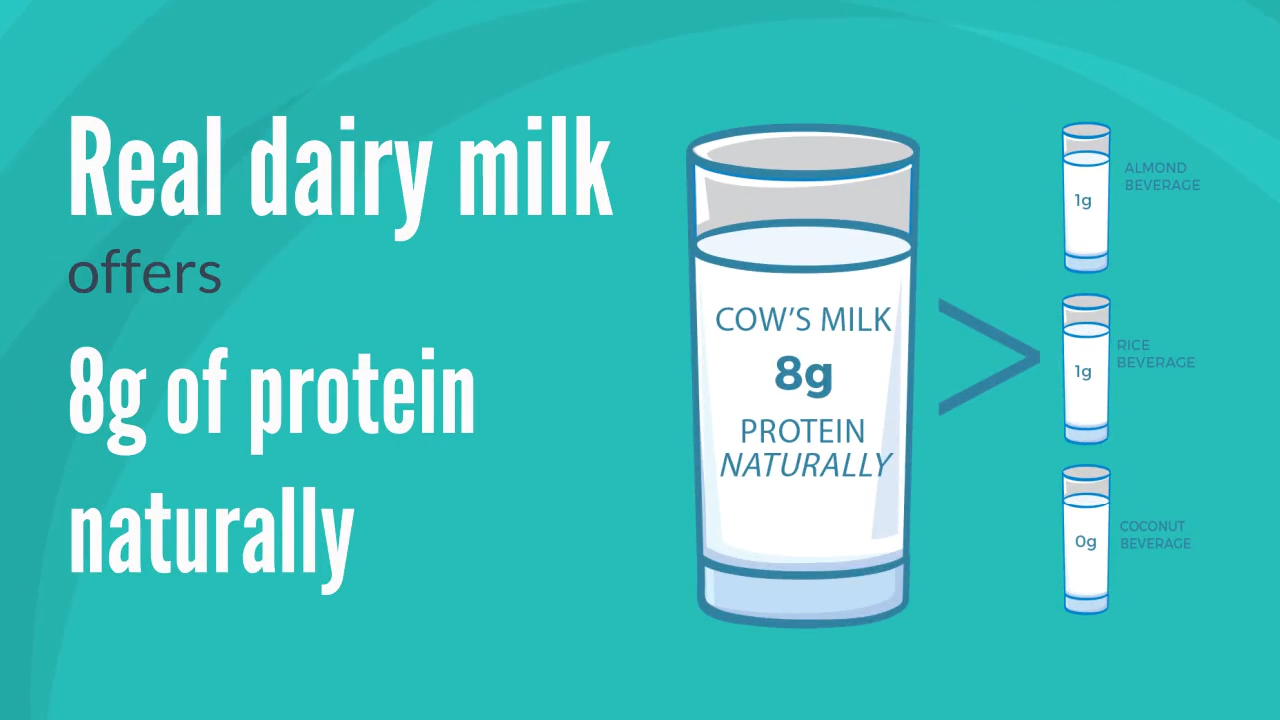 Real dairy milk
offers
8g of protein
naturally
COW'S MILK
8g
PROTEIN
NATURALLY
>
1g
ALMOND
BEVERAGE
1g
RICE
BEVERAGE
0g
COCONUT
BEVERAGE